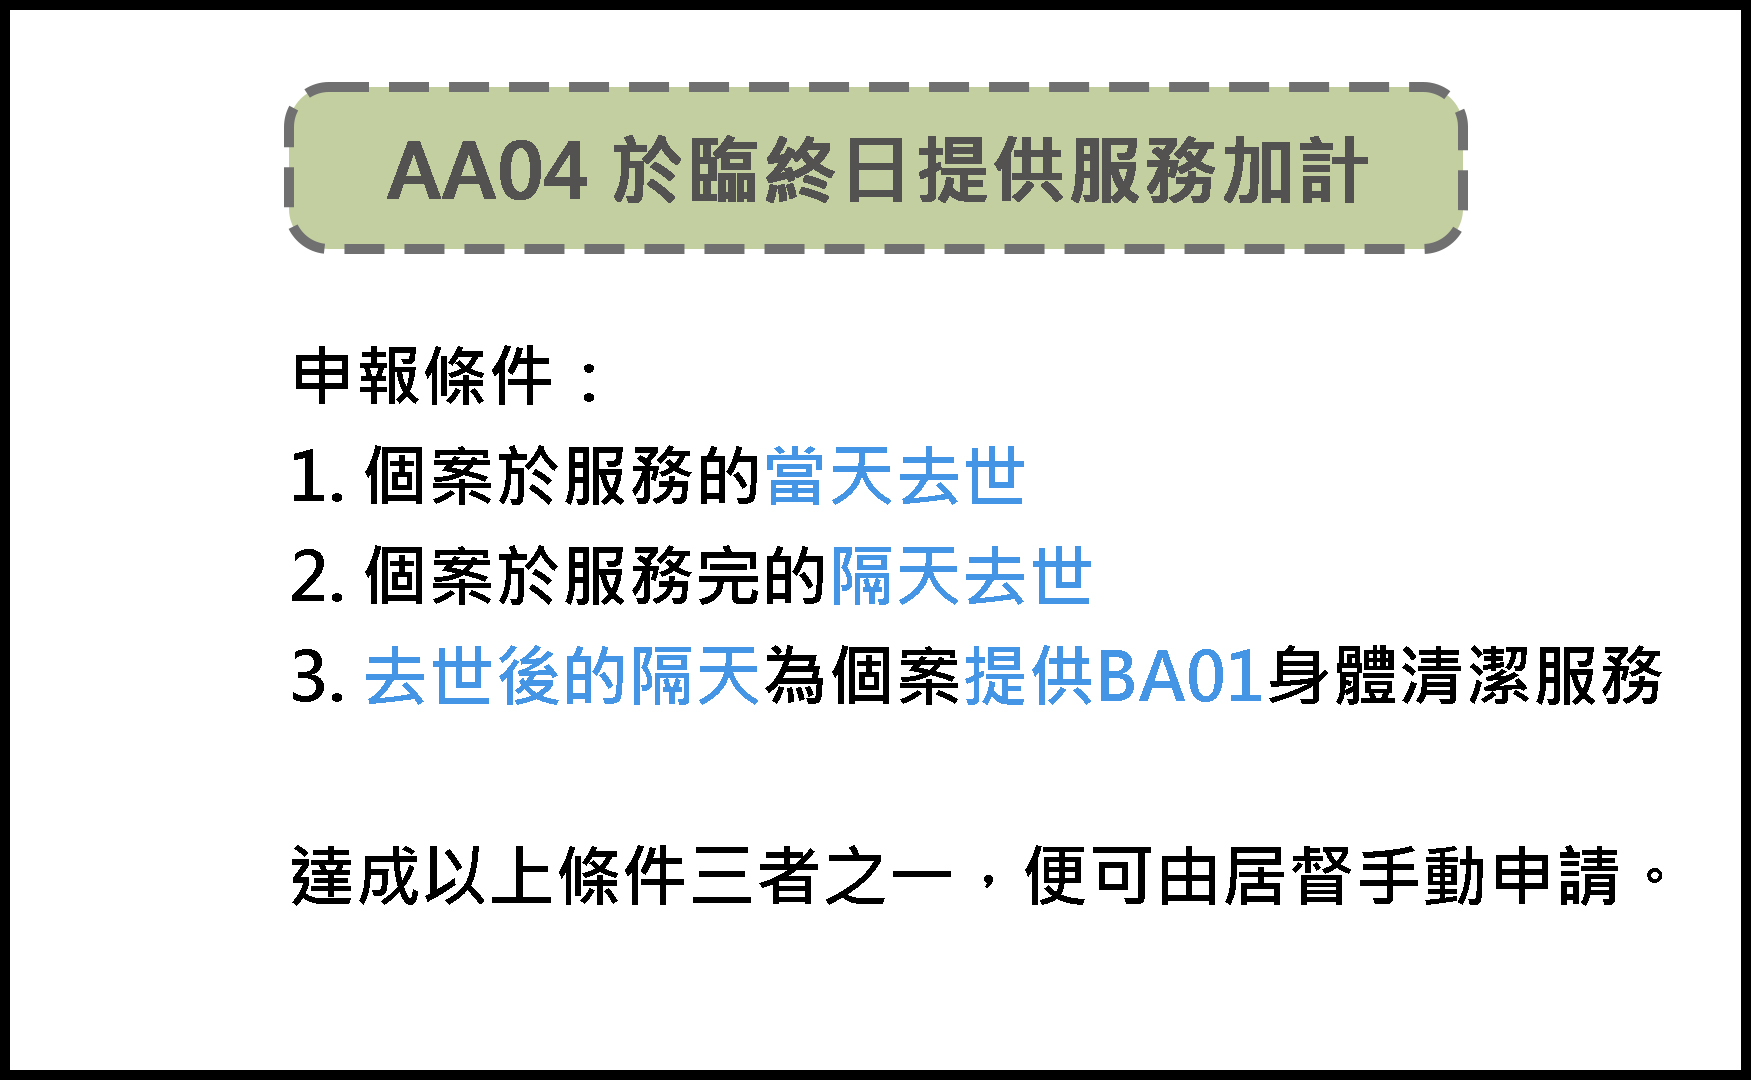 AA04 於臨終日提供服務加計
申報條件：
1. 個案於服務的當天去世
2. 個案於服務完的隔天去世
3. 去世後的隔天為個案提供BA01身體清潔服務
達成以上條件三者之一，便可由居督手動申請。